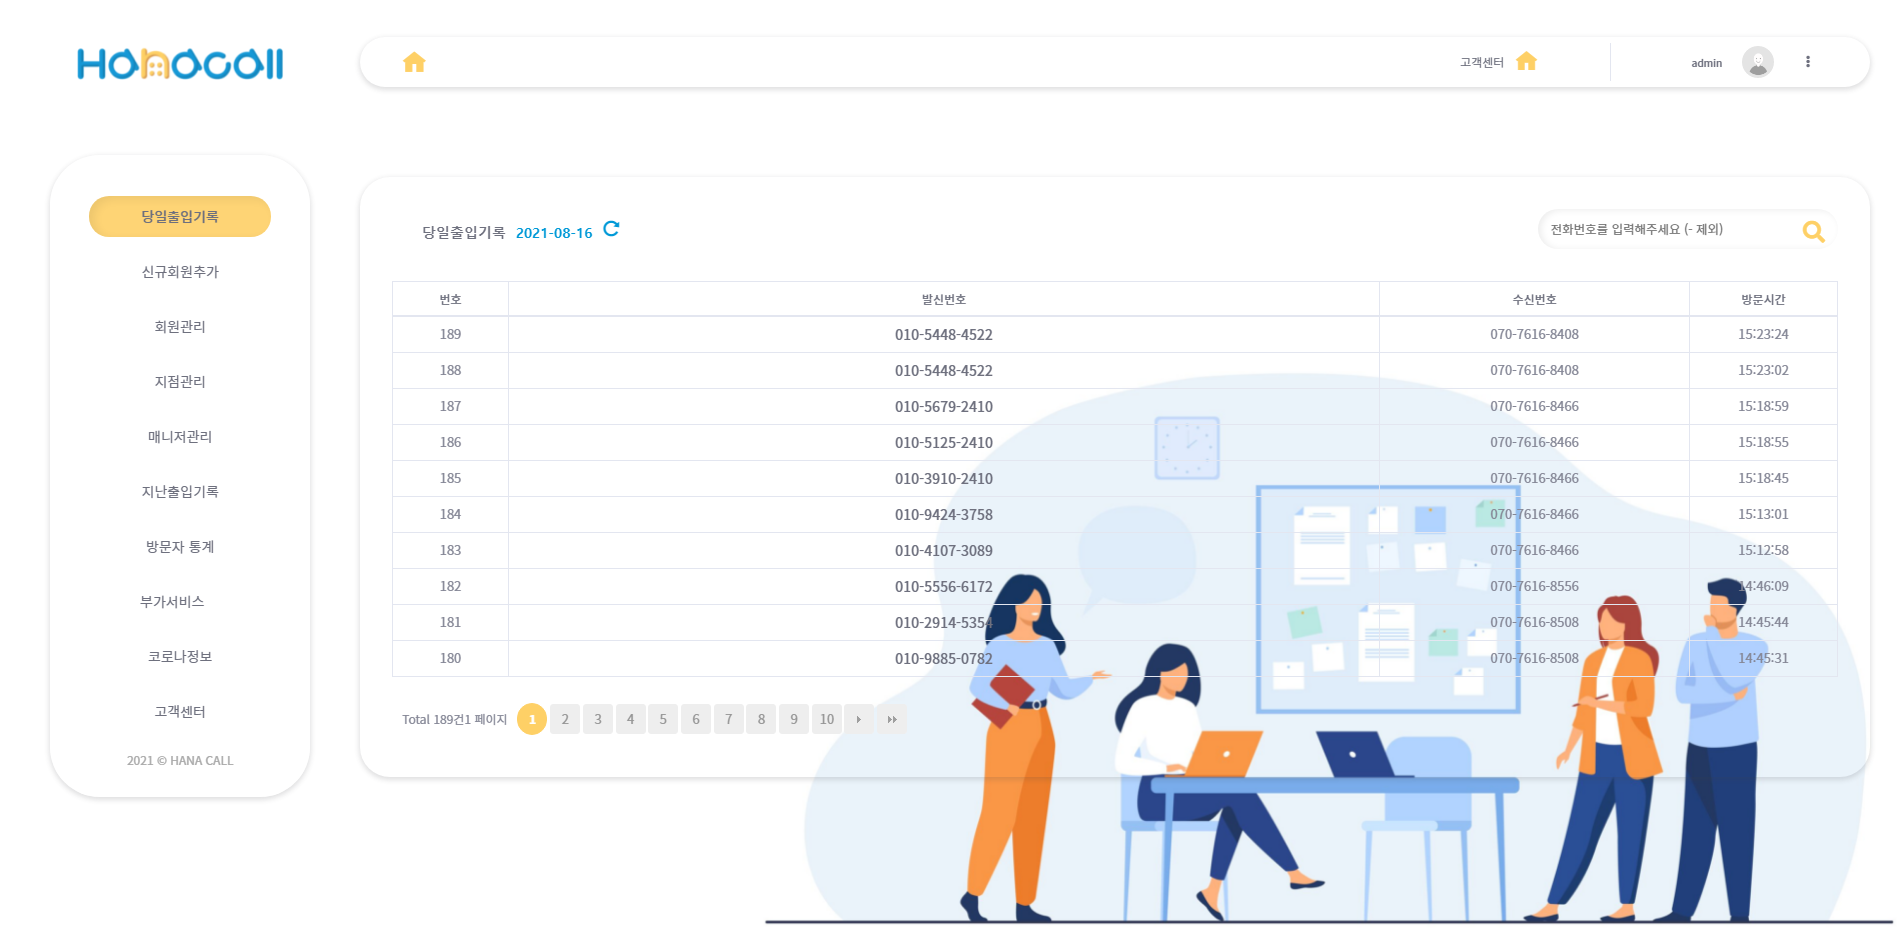 Hanacall
고객센터
admin
당일출입기록
신규회원추가
회원관리
지점관리
매니저관리
지난출입기록
방문자 통계
부가서비스
코로나정보
고객센터
2021 © HANA CALL
당일출입기록 2021-08-16
전화번호를 입력해주세요 (- 제외)
번호 발신번호 수신번호 방문시간
189 010-5448-4522 070-7616-8408 15:23:24
188 010-5448-4522 070-7616-8408 15:23:02
187 010-5679-2410 070-7616-8466 15:18:59
186 010-5125-2410 070-7616-8466 15:18:55
185 010-3910-2410 070-7616-8466 15:18:45
184 010-9424-3758 070-7616-8466 15:13:01
183 010-4107-3089 070-7616-8466 15:12:58
182 010-5556-6172 070-7616-8556 14:46:09
181 010-2914-5354 070-7616-8508 14:45:44
180 010-9885-0782 070-7616-8508 14:45:31
Total 189건1 페이지 1 2 3 4 5 6 7 8 9 10